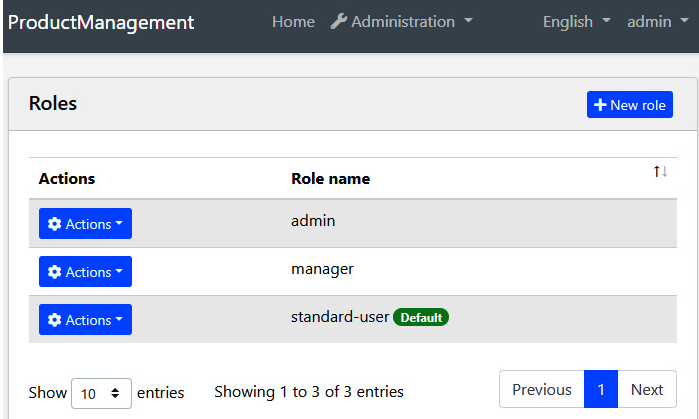 ProductManagement Home Administration English admin
Roles New role
Actions Role name
Actions admin
Actions manager
Actions standard-user Default
Show 10 entries Showing 1 to 3 of 3 entries Previous 1 Next